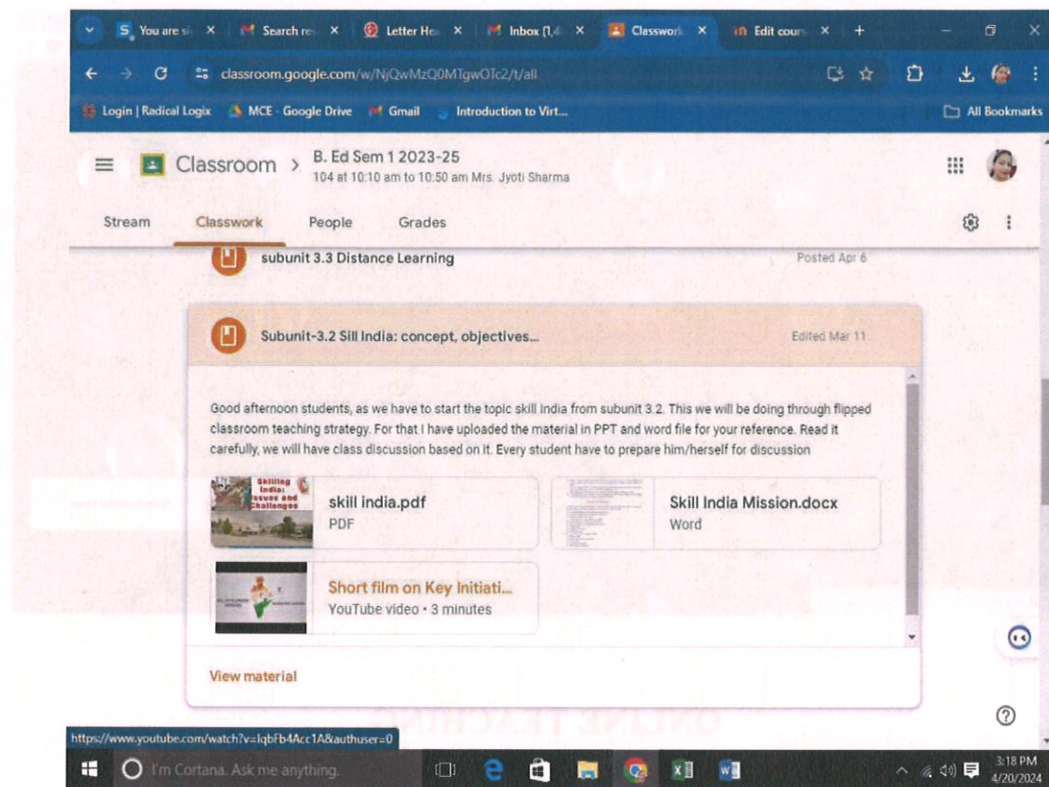 You are si
Search re
Letter He
Inbox (1,4
Classwork
Edit cours
classroom.google.com/w/NjQwMzQ0MTgwOTc2/t/all
Login | Radical Logix
MCE - Google Drive
Gmail
Introduction to Virt...
All Bookmarks
Classroom
B. Ed Sem 1 2023-25
104 at 10:10 am to 10:50 am Mrs. Jyoti Sharma
Stream
Classwork
People
Grades
subunit 3.3 Distance Learning
Posted Apr 6
Subunit-3.2 Sill India: concept, objectives...
Edited Mar 11
Good afternoon students, as we have to start the topic skill India from subunit 3.2. This we will be doing through flipped
classroom teaching strategy. For that I have uploaded the material in PPT and word file for your reference. Read it
carefully, we will have class discussion based on it. Every student have to prepare him/herself for discussion
Skilling
India:
Issues and
Challenges
skill india.pdf
PDF
Skill India Mission.docx
Word
Short film on Key Initiati...
YouTube video • 3 minutes
View material
ONLINE TEACHING
https://www.youtube.com/watch?v=IqbFb4Acc1A&authuser=0
I'm Cortana. Ask me anything.
3:18 PM
4/20/2024